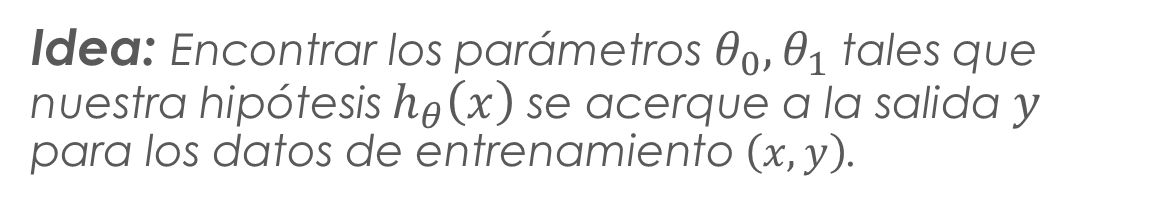 Idea: Encontrar los parámetros θ₀, θ₁ tales que
nuestra hipótesis hθ(x) se acerque a la salida y
para los datos de entrenamiento (x, y).